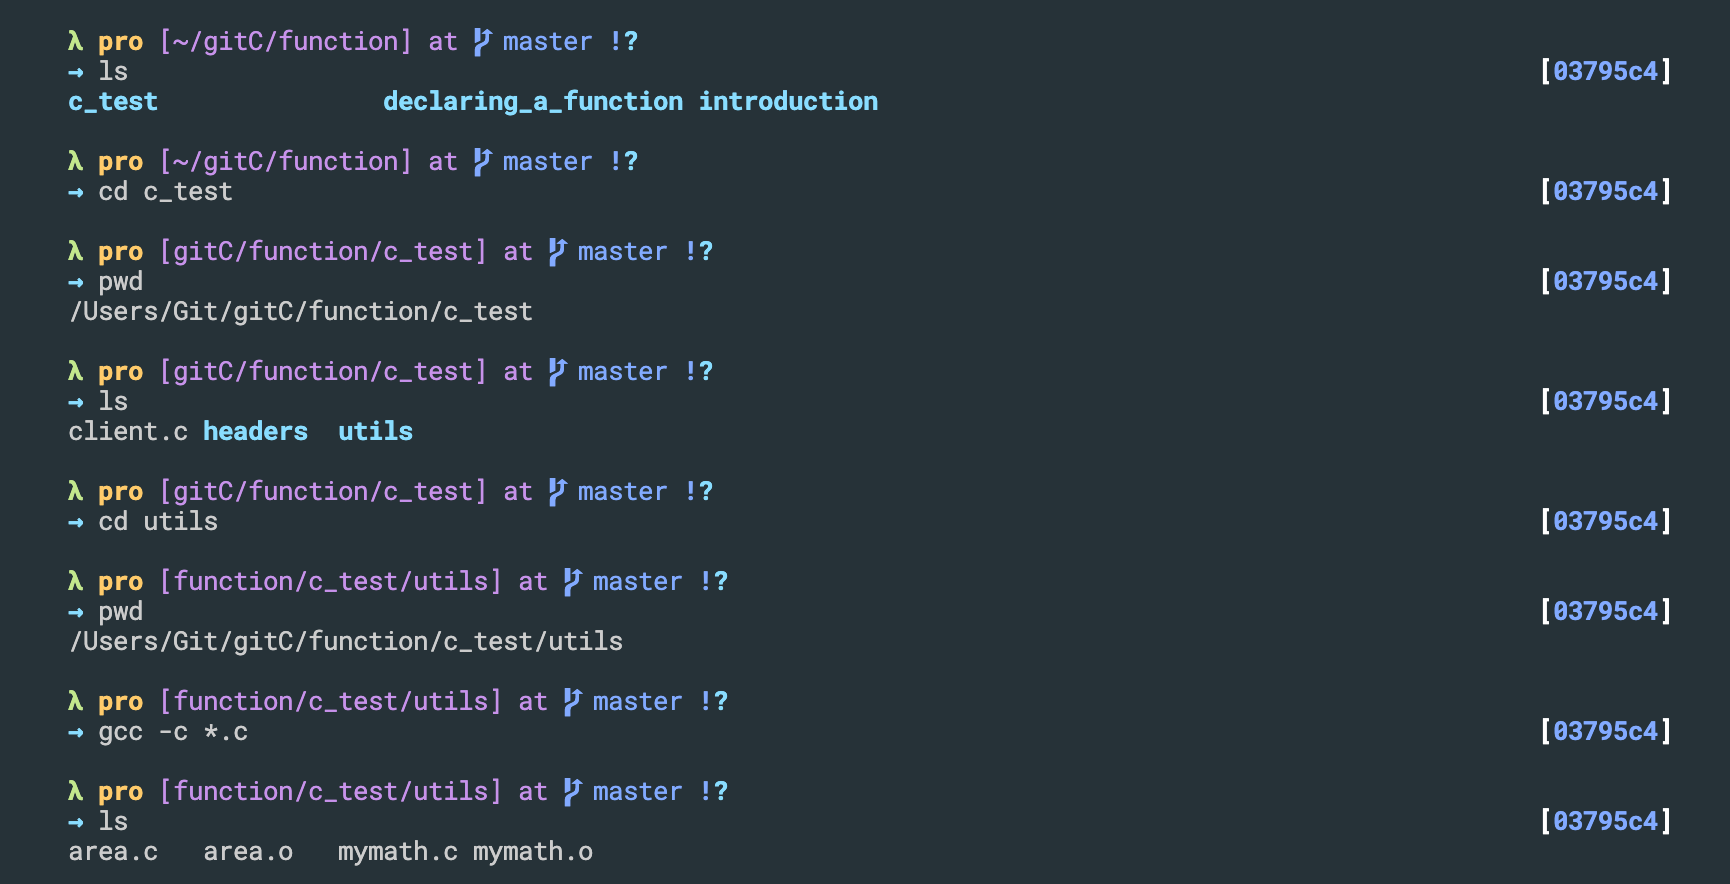 λ pro [~/gitC/function] at master !?
→ ls [03795c4]
c_test declaring_a_function introduction
λ pro [~/gitC/function] at master !?
→ cd c_test [03795c4]
λ pro [gitC/function/c_test] at master !?
→ pwd [03795c4]
/Users/Git/gitC/function/c_test
λ pro [gitC/function/c_test] at master !?
→ ls [03795c4]
client.c headers utils
λ pro [gitC/function/c_test] at master !?
→ cd utils [03795c4]
λ pro [function/c_test/utils] at master !?
→ pwd [03795c4]
/Users/Git/gitC/function/c_test/utils
λ pro [function/c_test/utils] at master !?
→ gcc -c *.c [03795c4]
λ pro [function/c_test/utils] at master !?
→ ls [03795c4]
area.c area.o mymath.c mymath.o